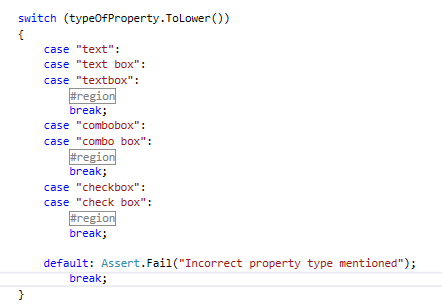 switch (typeOfProperty.ToLower())
{
case "text":
case "text box":
case "textbox":
#region
break;
case "combobox":
case "combo box":
#region
break;
case "checkbox":
case "check box":
#region
break;
default: Assert.Fail("Incorrect property type mentioned");
break;
}